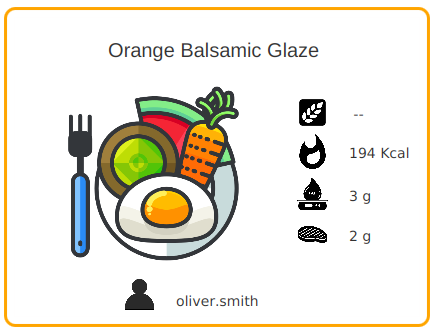 Orange Balsamic Glaze
--
194 Kcal
3 g
2 g
oliver.smith